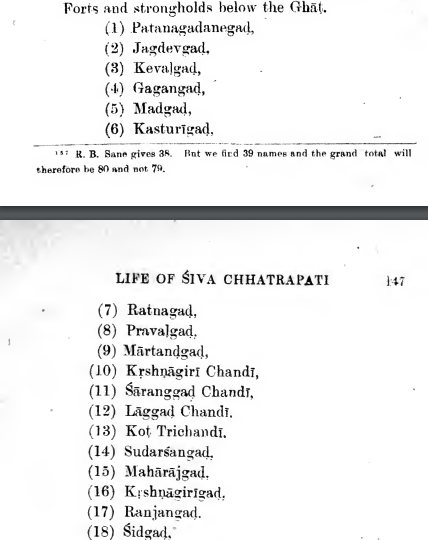 Forts and strongholds below the Ghāṭ.
(1) Patanagadanegaḍ,
(2) Jagdevgaḍ,
(3) Kevaḷgaḍ,
(4) Gagangaḍ,
(5) Madgaḍ,
(6) Kasturīgaḍ,
157 R. B. Sane gives 38. But we find 39 names and the grand total will
therefore be 80 and not 79.
LIFE OF ŚIVA CHHATRAPATI 147
(7) Ratnagaḍ,
(8) Pravaḷgaḍ,
(9) Mārtanḍgaḍ,
(10) Kṛshṇāgiri Chandī,
(11) Śāranggaḍ Chandī,
(12) Lāggaḍ Chandī,
(13) Koṭ Trichandī,
(14) Sudarśangaḍ,
(15) Mahārājgaḍ,
(16) Kṛshṇāgirīgaḍ,
(17) Ranjangaḍ.
(18) Śidgaḍ,